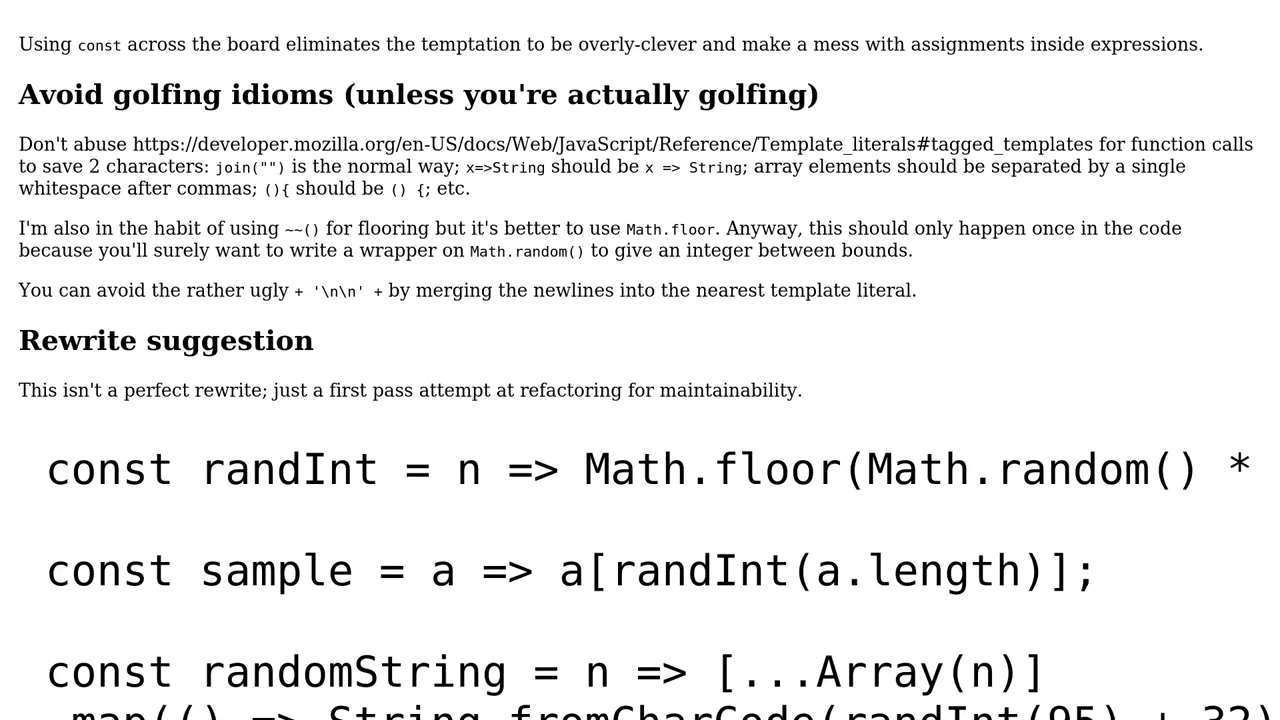 Using const across the board eliminates the temptation to be overly-clever and make a mess with assignments inside expressions.
Avoid golfing idioms (unless you're actually golfing)
Don't abuse https://developer.mozilla.org/en-US/docs/Web/JavaScript/Reference/Template_literals#tagged_templates for function calls
to save 2 characters: join("") is the normal way; x=>String should be x => String; array elements should be separated by a single
whitespace after commas; (){ should be () {; etc.
I'm also in the habit of using ~~() for flooring but it's better to use Math.floor. Anyway, this should only happen once in the code
because you'll surely want to write a wrapper on Math.random() to give an integer between bounds.
You can avoid the rather ugly + '\n\n' + by merging the newlines into the nearest template literal.
Rewrite suggestion
This isn't a perfect rewrite; just a first pass attempt at refactoring for maintainability.
const randInt = n => Math.floor(Math.random() *
const sample = a => a[randInt(a.length)];
const randomString = n => [...Array(n)]
.map(() => String.fromCharCode(randInt(95) + 32)